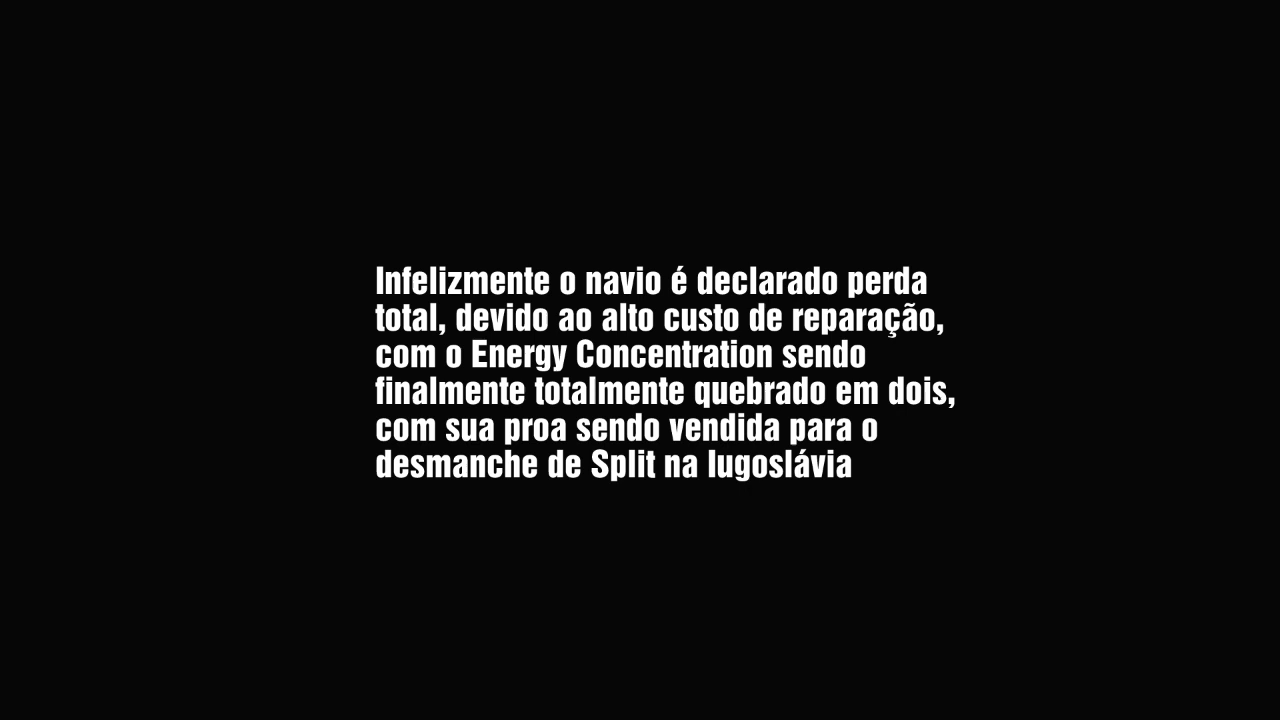 Infelizmente o navio é declarado perda
total, devido ao alto custo de reparação,
com o Energy Concentration sendo
finalmente totalmente quebrado em dois,
com sua proa sendo vendida para o
desmanche de Split na Iugoslávia